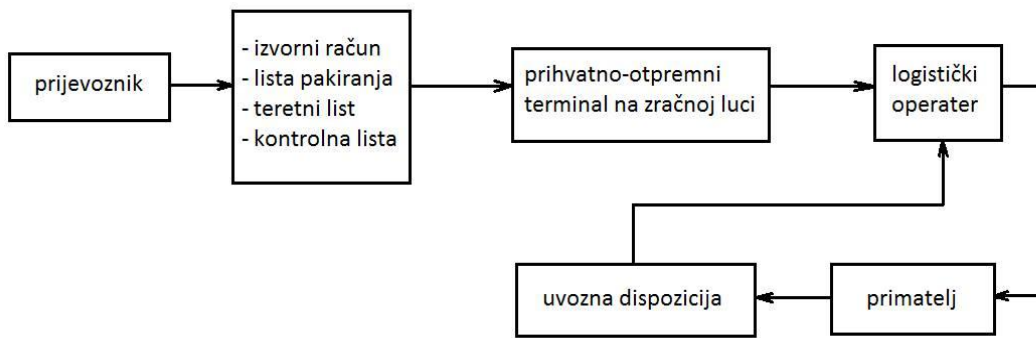 prijevoznik
- izvorni račun
- lista pakiranja
- teretni list
- kontrolna lista
prihvatno-otpremni
terminal na zračnoj luci
logistički
operater
uvozna dispozicija
primatelj